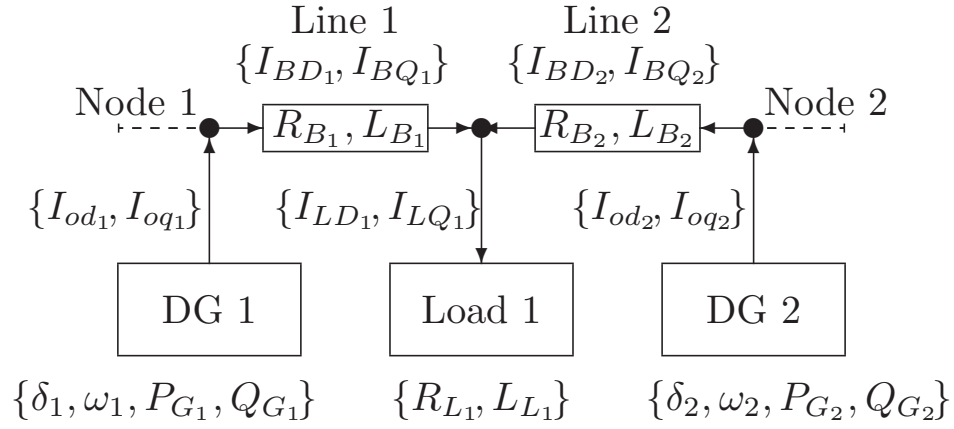 Line 1 Line 2
{I_{BD_1}, I_{BQ_1}} {I_{BD_2}, I_{BQ_2}}
Node 1 Node 2
R_{B_1}, L_{B_1} R_{B_2}, L_{B_2}
{I_{od_1}, I_{oq_1}} {I_{LD_1}, I_{LQ_1}} {I_{od_2}, I_{oq_2}}
DG 1 Load 1 DG 2
{δ_1, ω_1, P_{G_1}, Q_{G_1}} {R_{L_1}, L_{L_1}} {δ_2, ω_2, P_{G_2}, Q_{G_2}}